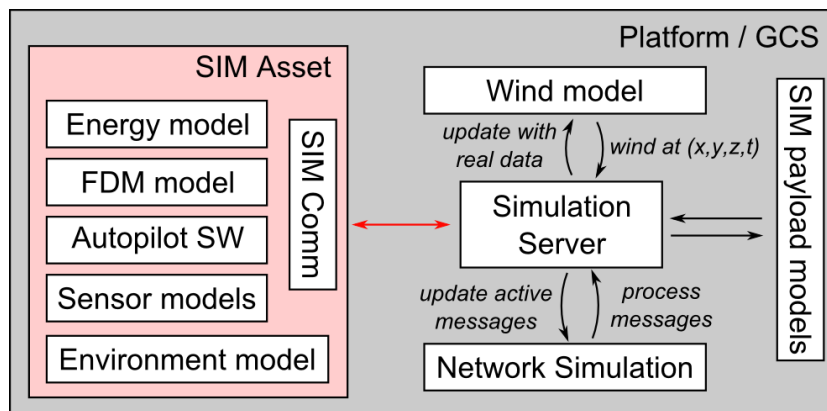 Platform / GCS
SIM Asset
Energy model
FDM model
Autopilot SW
Sensor models
Environment model
SIM Comm
Wind model
update with
real data
wind at (x,y,z,t)
Simulation
Server
update active
messages
process
messages
Network Simulation
SIM payload models